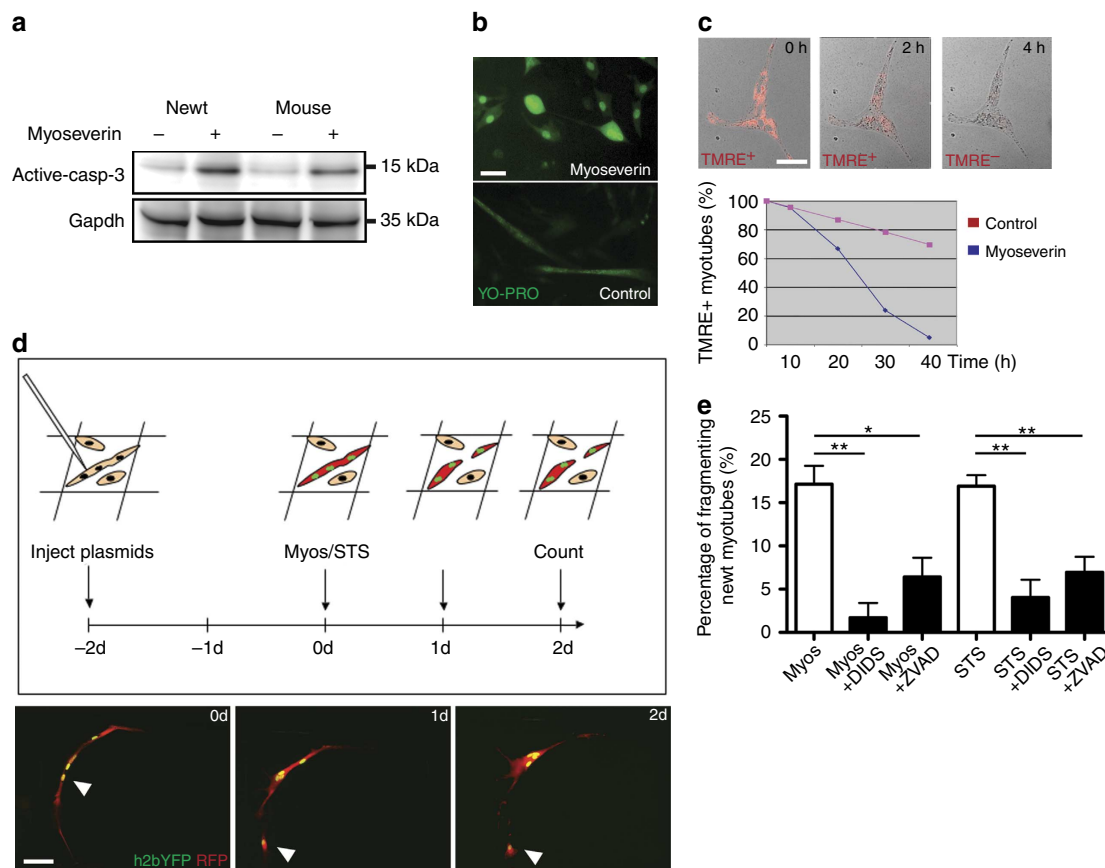 a
Newt Mouse
Myoseverin – + – +
Active-casp-3 15 kDa
Gapdh 35 kDa
b
Myoseverin
YO-PRO Control
c
0 h 2 h 4 h
TMRE+ TMRE+ TMRE–
TMRE+ myotubes (%)
100
80
60
40
20
0
10 20 30 40 Time (h)
Control
Myoseverin
d
Inject plasmids Myos/STS Count
–2d –1d 0d 1d 2d
0d 1d 2d
h2bYFP RFP
e
Percentage of fragmenting
newt myotubes (%)
25
20
15
10
5
0
* **
** **
Myos
Myos
+DIDS
Myos
+ZVAD
STS
STS
+DIDS
STS
+ZVAD